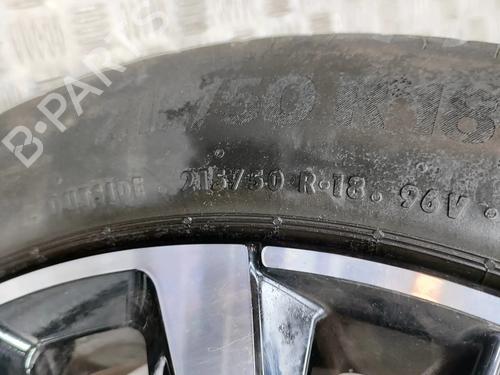 B-PARTS
/50 R18
OUTSIDE . 215/50 R·18 . 96V .